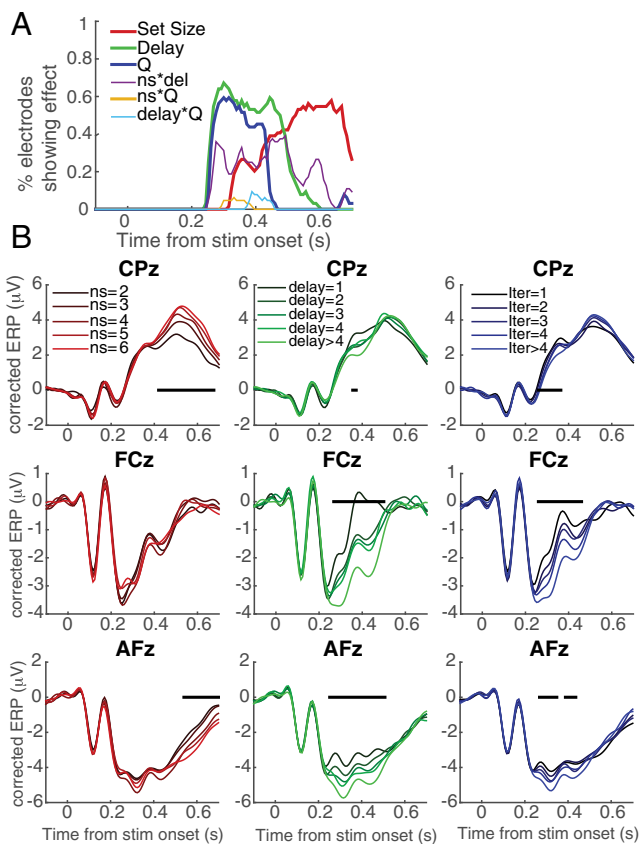 A
% electrodes
showing effect
1
0.8
0.6
0.4
0.2
0
Set Size
Delay
Q
ns*del
ns*Q
delay*Q
0 0.2 0.4 0.6
Time from stim onset (s)
B
CPz CPz CPz
corrected ERP (μV)
6
4
2
0
-2
ns=2
ns=3
ns=4
ns=5
ns=6
0 0.2 0.4 0.6
6
4
2
0
-2
delay=1
delay=2
delay=3
delay=4
delay>4
0 0.2 0.4 0.6
6
4
2
0
-2
Iter=1
Iter=2
Iter=3
Iter=4
Iter>4
0 0.2 0.4 0.6
FCz FCz FCz
corrected ERP (μV)
1
0
-1
-2
-3
-4
0 0.2 0.4 0.6
1
0
-1
-2
-3
-4
0 0.2 0.4 0.6
1
0
-1
-2
-3
-4
0 0.2 0.4 0.6
AFz AFz AFz
corrected ERP (μV)
2
0
-2
-4
-6
0 0.2 0.4 0.6
2
0
-2
-4
-6
0 0.2 0.4 0.6
2
0
-2
-4
-6
0 0.2 0.4 0.6
Time from stim onset (s) Time from stim onset (s) Time from stim onset (s)